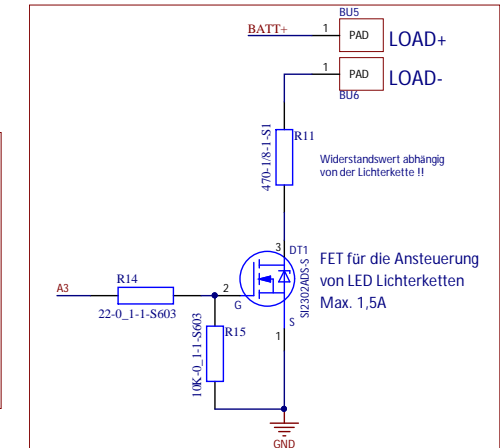 BU5
BATT+
1
PAD
LOAD+
1
PAD
LOAD-
BU6
R11
470-1/8-1-S1
Widerstandswert abhängig
von der Lichterkette !!
3
DT1
SI2302ADS-S
FET für die Ansteuerung
von LED Lichterketten
Max. 1,5A
A3
R14
22-0_1-1-S603
2
G
S
1
R15
10K-0_1-1-S603
GND